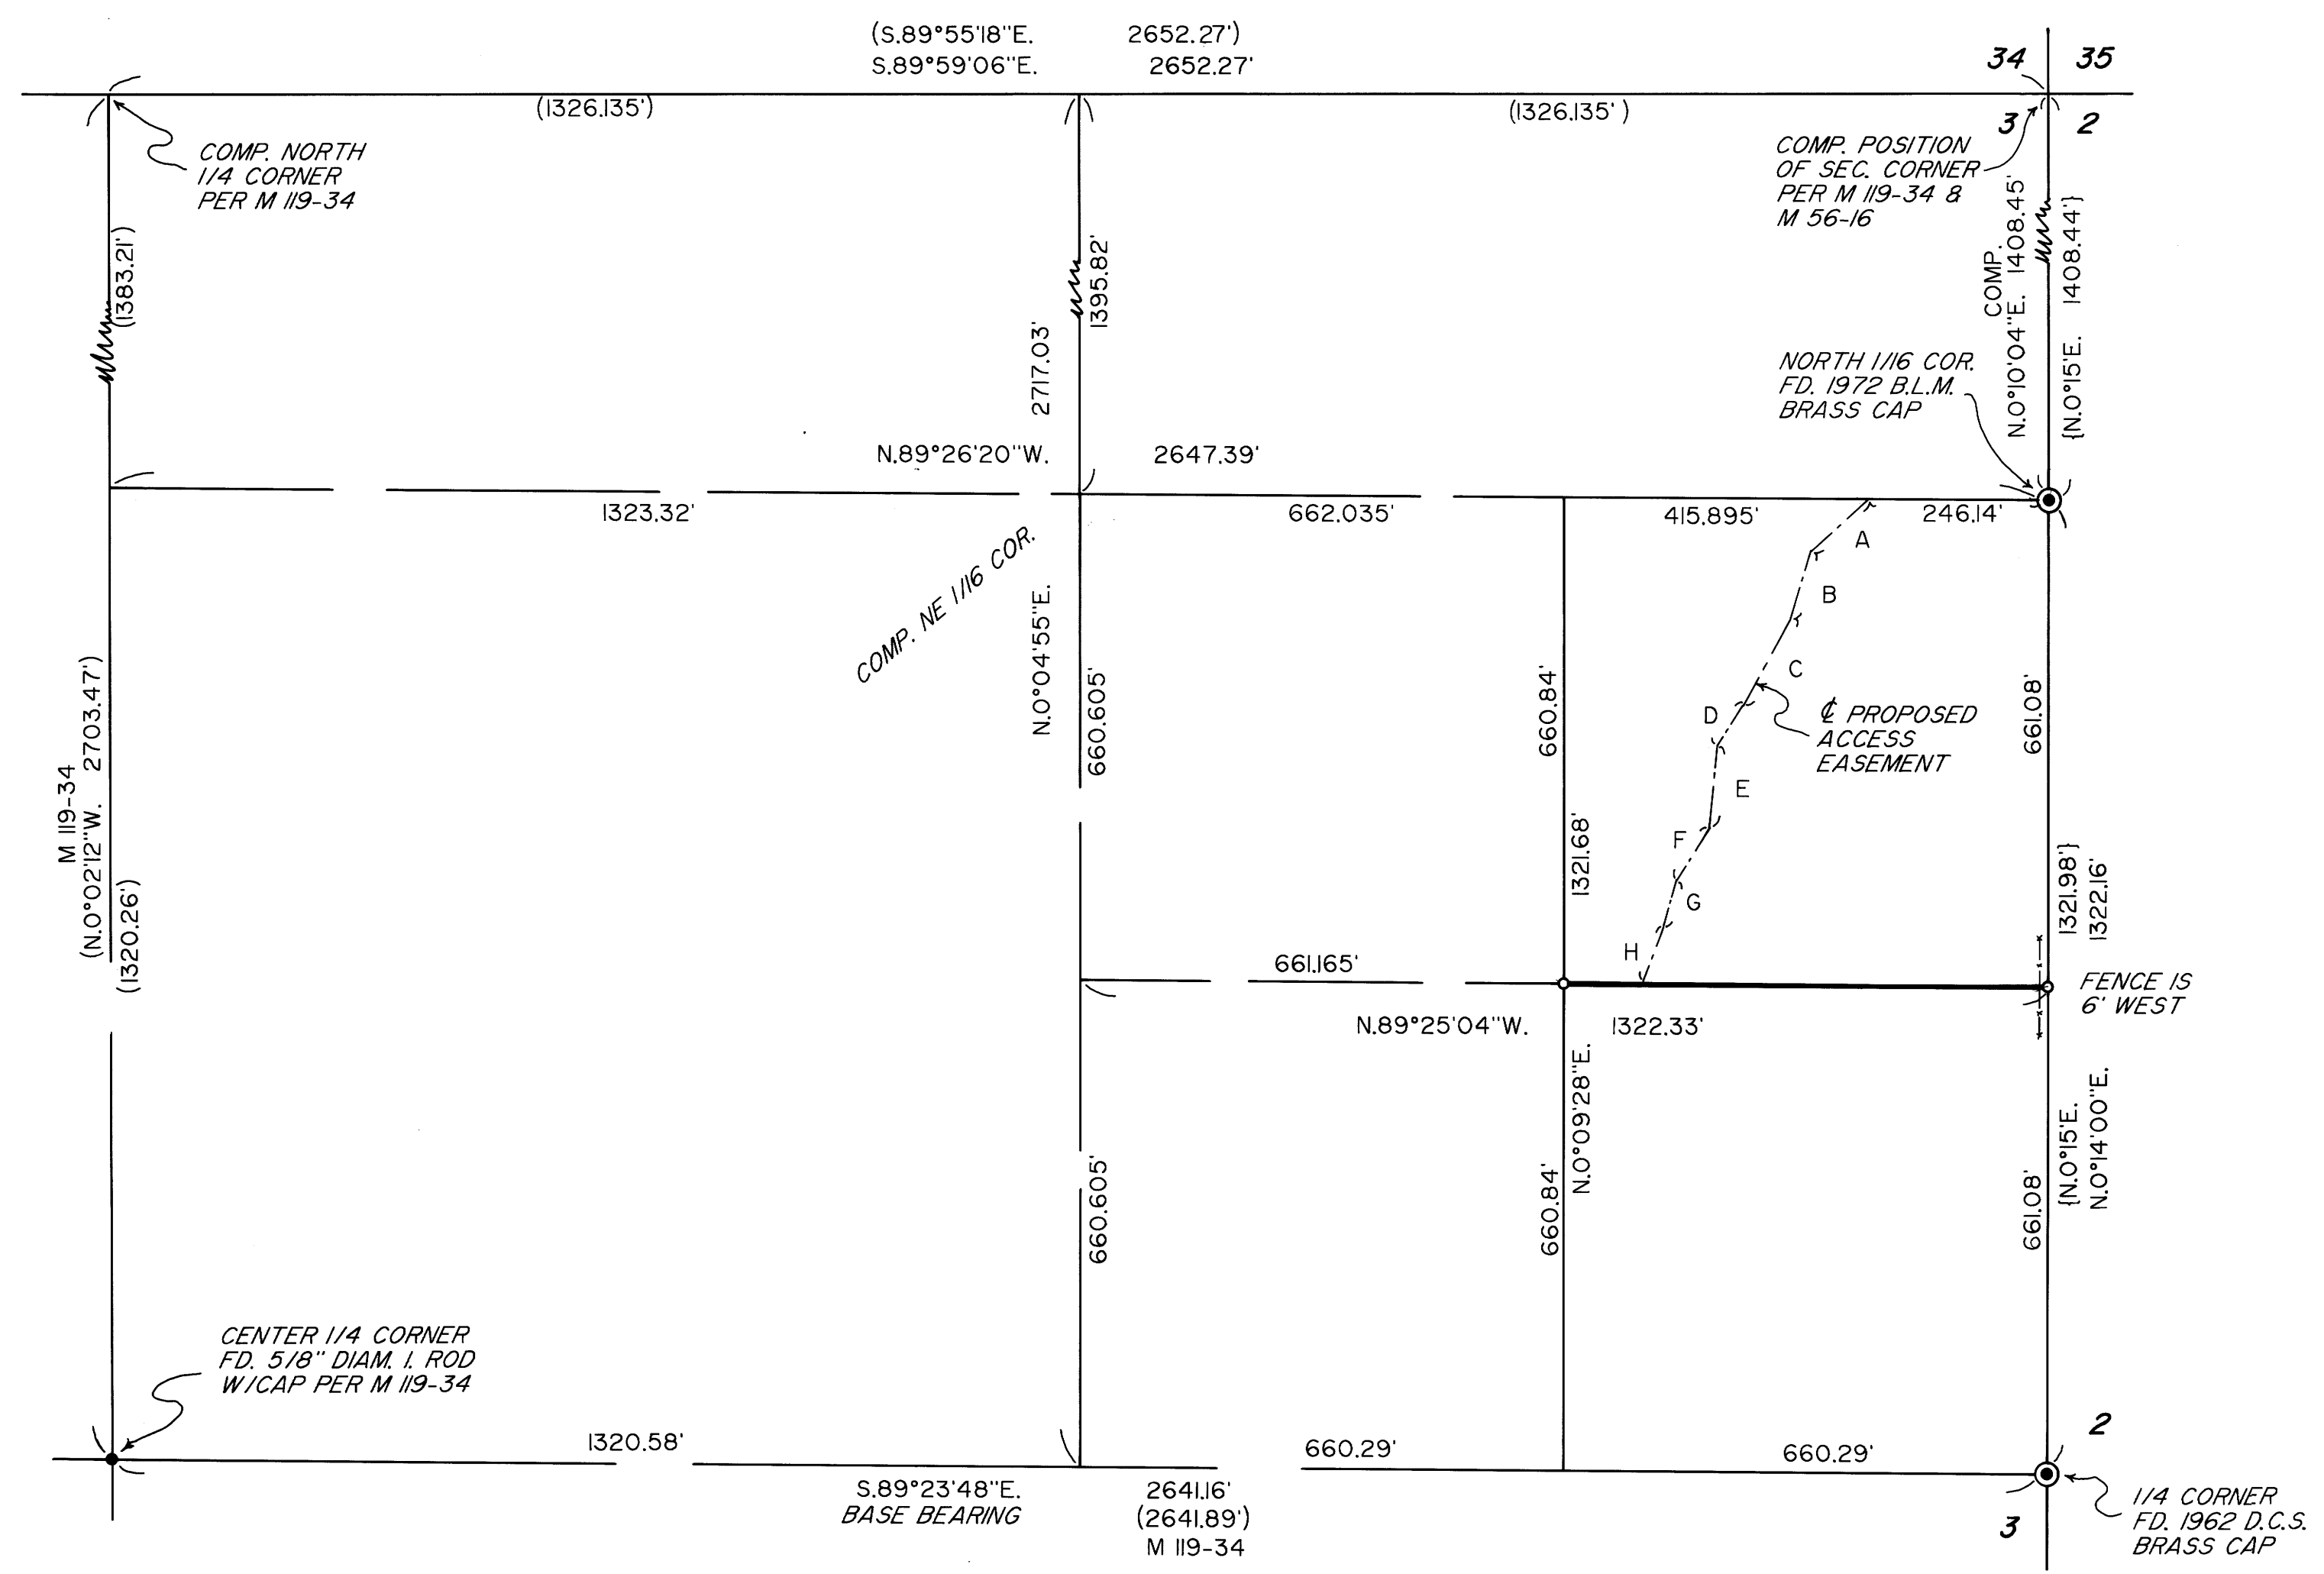 (S.89°55'18"E. 2652.27')
S.89°59'06"E. 2652.27'
34 35
(1326.135')
(1326.135' )
3 2
COMP. NORTH
1/4 CORNER
PER M 119-34
COMP. POSITION
OF SEC. CORNER
PER M 119-34 &
M 56-16
(1383.21')
1395.82'
2717.03'
COMP.
N.0°10'04"E. 1408.45'
{N.0°15'E. 1408.44'}
NORTH 1/16 COR.
FD. 1972 B.L.M.
BRASS CAP
N.89°26'20"W. 2647.39'
1323.32'
662.035'
415.895'
246.14'
COMP. NE 1/16 COR.
N.0°04'55"E.
660.605'
660.84'
661.08'
A
B
C
D
E
F
G
H
℄ PROPOSED
ACCESS
EASEMENT
M 119-34
(N.0°02'12"W. 2703.47')
(1320.26')
1321.68'
1321.98'}
1322.16'
661.165'
FENCE IS
6' WEST
N.89°25'04"W. 1322.33'
N.0°09'28"E.
660.605'
660.84'
661.08'
{N.0°15'E.
N.0°14'00"E.
CENTER 1/4 CORNER
FD. 5/8" DIAM. I. ROD
W/CAP PER M 119-34
1320.58'
660.29'
660.29'
2
S.89°23'48"E. 2641.16'
BASE BEARING (2641.89')
M 119-34
3
1/4 CORNER
FD. 1962 D.C.S.
BRASS CAP